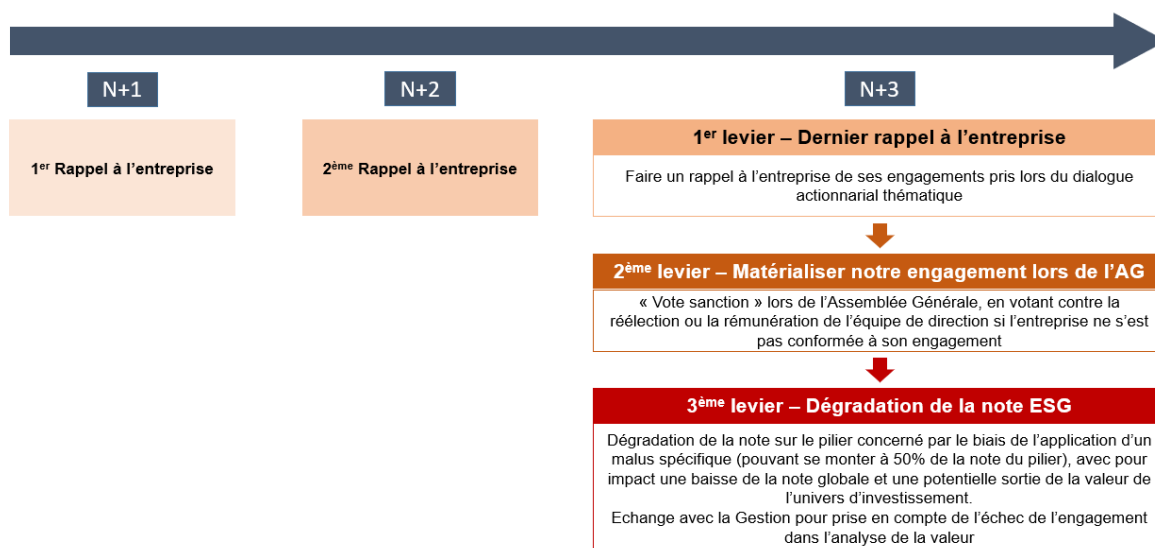 N+1
N+2
N+3
1er Rappel à l’entreprise
2ème Rappel à l’entreprise
1er levier – Dernier rappel à l’entreprise
Faire un rappel à l’entreprise de ses engagements pris lors du dialogue
actionnarial thématique
2ème levier – Matérialiser notre engagement lors de l’AG
« Vote sanction » lors de l’Assemblée Générale, en votant contre la
réélection ou la rémunération de l’équipe de direction si l’entreprise ne s’est
pas conformée à son engagement
3ème levier – Dégradation de la note ESG
Dégradation de la note sur le pilier concerné par le biais de l’application d’un
malus spécifique (pouvant se monter à 50% de la note du pilier), avec pour
impact une baisse de la note globale et une potentielle sortie de la valeur de
l’univers d’investissement.
Echange avec la Gestion pour prise en compte de l’échec de l’engagement
dans l’analyse de la valeur